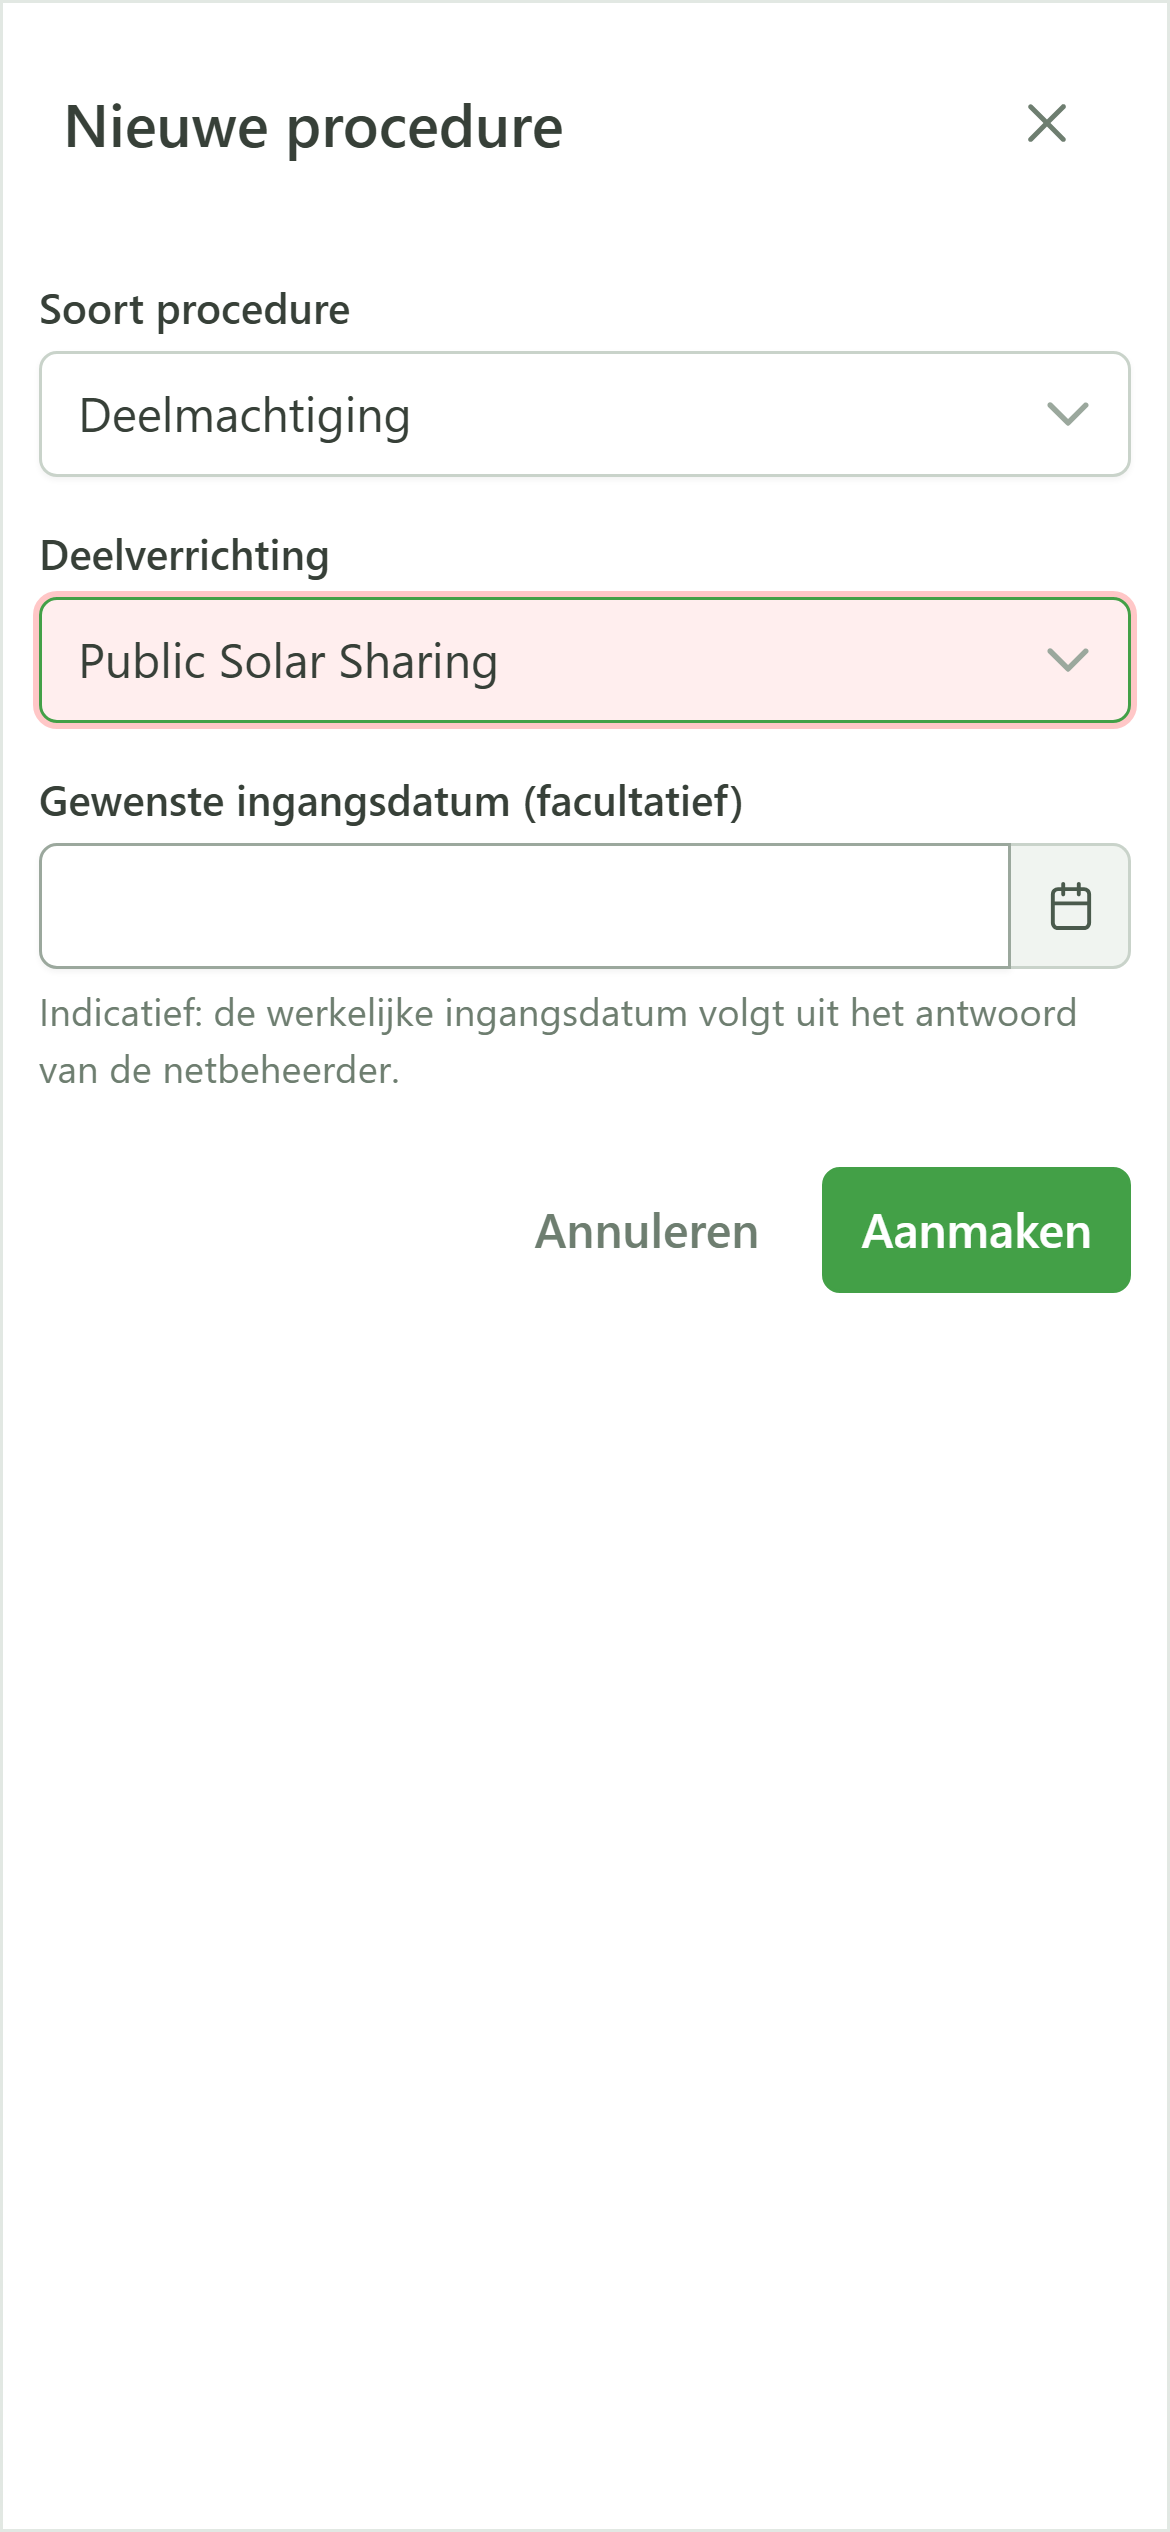 Nieuwe procedure
Soort procedure
Deelmachtiging
Deelverrichting
Public Solar Sharing
Gewenste ingangsdatum (facultatief)
Indicatief: de werkelijke ingangsdatum volgt uit het antwoord
van de netbeheerder.
Annuleren
Aanmaken